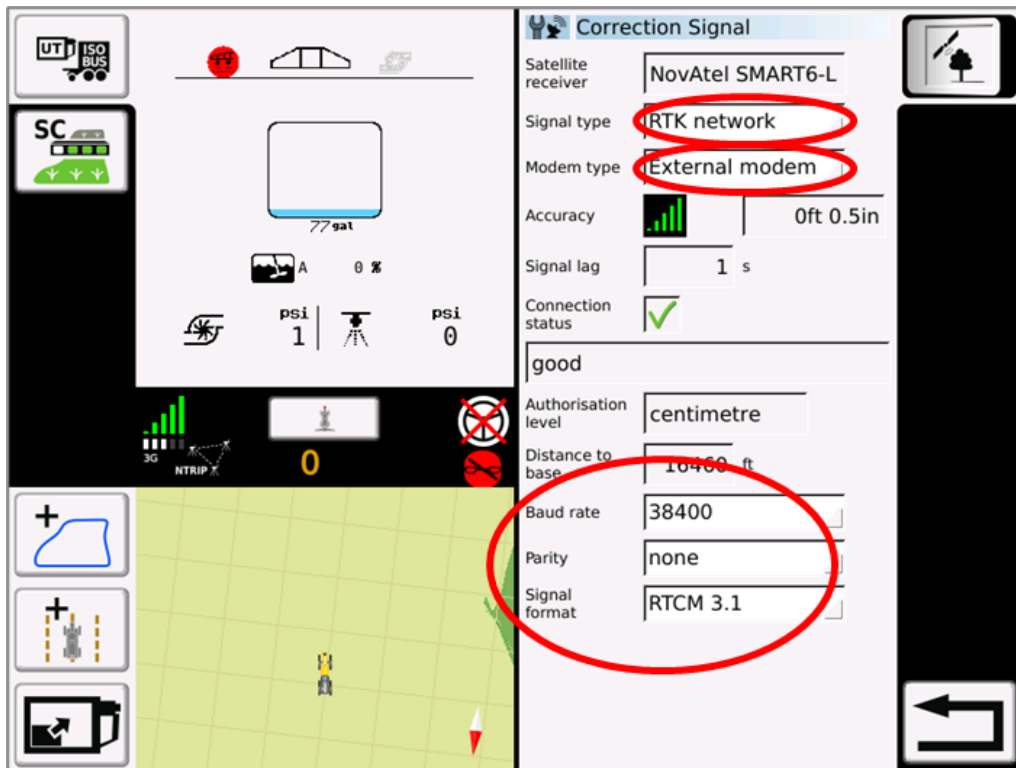 UT
ISO
BUS
SC
77 gal
A 0 %
psi
1
psi
0
3G
NTRIP
0
Correction Signal
Satellite
receiver
NovAtel SMART6-L
Signal type
RTK network
Modem type
External modem
Accuracy
0ft 0.5in
Signal lag
1 s
Connection
status
good
Authorisation
level
centimetre
Distance to
base
16460 ft
Baud rate
38400
Parity
none
Signal
format
RTCM 3.1